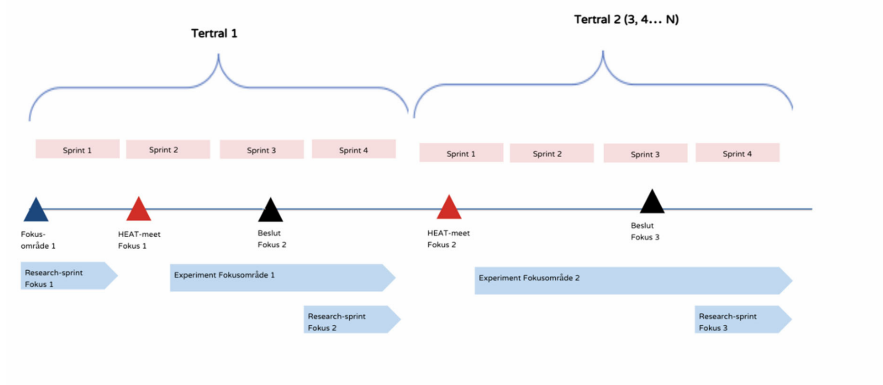 Tertral 1
Tertral 2 (3, 4... N)
Sprint 1
Sprint 2
Sprint 3
Sprint 4
Sprint 1
Sprint 2
Sprint 3
Sprint 4
Fokus-
område 1
HEAT-meet
Fokus 1
Beslut
Fokus 2
HEAT-meet
Fokus 2
Beslut
Fokus 3
Research-sprint
Fokus 1
Experiment Fokusområde 1
Experiment Fokusområde 2
Research-sprint
Fokus 2
Research-sprint
Fokus 3